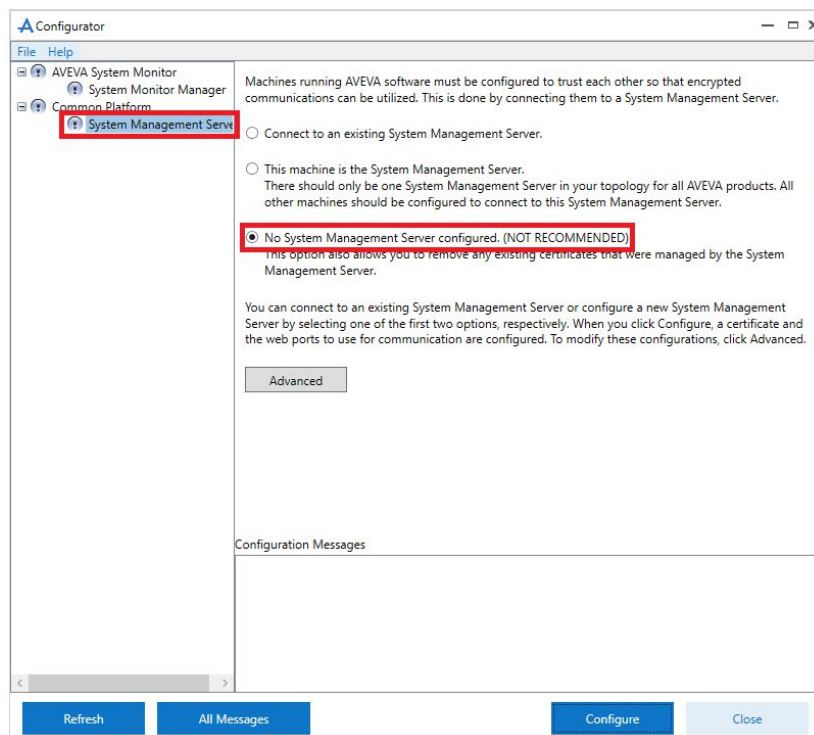 Configurator
File Help
AVEVA System Monitor
System Monitor Manager
Common Platform
System Management Serve
Machines running AVEVA software must be configured to trust each other so that encrypted
communications can be utilized. This is done by connecting them to a System Management Server.
Connect to an existing System Management Server.
This machine is the System Management Server.
There should only be one System Management Server in your topology for all AVEVA products. All
other machines should be configured to connect to this System Management Server.
No System Management Server configured. (NOT RECOMMENDED)
This option also allows you to remove any existing certificates that were managed by the System
Management Server.
You can connect to an existing System Management Server or configure a new System Management
Server by selecting one of the first two options, respectively. When you click Configure, a certificate and
the web ports to use for communication are configured. To modify these configurations, click Advanced.
Advanced
Configuration Messages
Refresh All Messages Configure Close